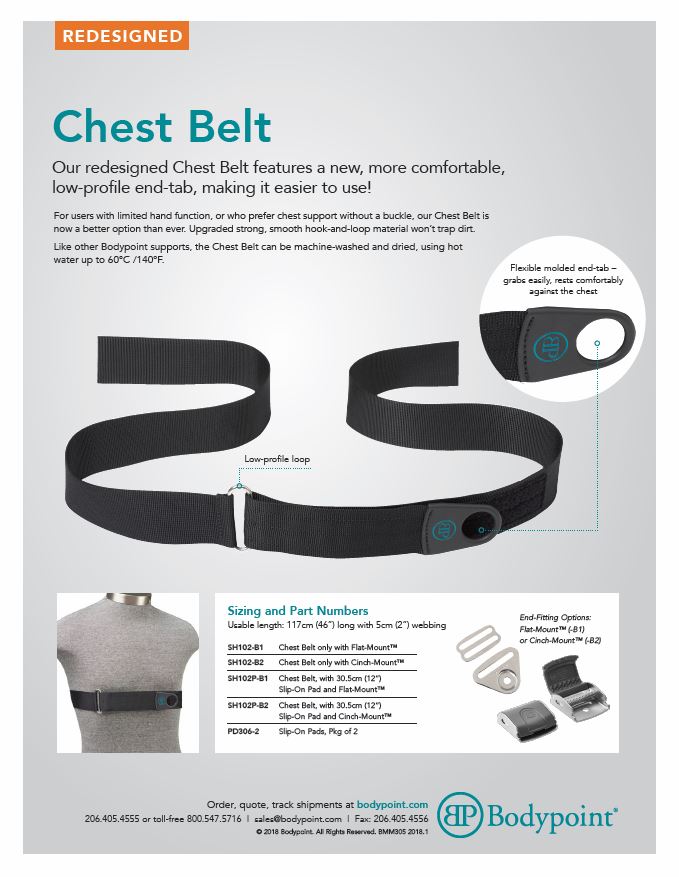 REDESIGNED
Chest Belt
Our redesigned Chest Belt features a new, more comfortable,
low-profile end-tab, making it easier to use!
For users with limited hand function, or who prefer chest support without a buckle, our Chest Belt is
now a better option than ever. Upgraded strong, smooth hook-and-loop material won't trap dirt.
Like other Bodypoint supports, the Chest Belt can be machine-washed and dried, using hot
water up to 60°C /140°F.
Flexible molded end-tab –
grabs easily, rests comfortably
against the chest
Low-profile loop
Sizing and Part Numbers
Usable length: 117cm (46") long with 5cm (2") webbing
SH102-B1 Chest Belt only with Flat-Mount™
SH102-B2 Chest Belt only with Cinch-Mount™
SH102P-B1 Chest Belt, with 30.5cm (12")
Slip-On Pad and Flat-Mount™
SH102P-B2 Chest Belt, with 30.5cm (12")
Slip-On Pad and Cinch-Mount™
PD306-2 Slip-On Pads, Pkg of 2
End-Fitting Options:
Flat-Mount™ (-B1)
or Cinch-Mount™ (-B2)
Order, quote, track shipments at bodypoint.com
206.405.4555 or toll-free 800.547.5716 | sales@bodypoint.com | Fax: 206.405.4556
© 2018 Bodypoint. All Rights Reserved. BMM305 2018.1
BP Bodypoint®